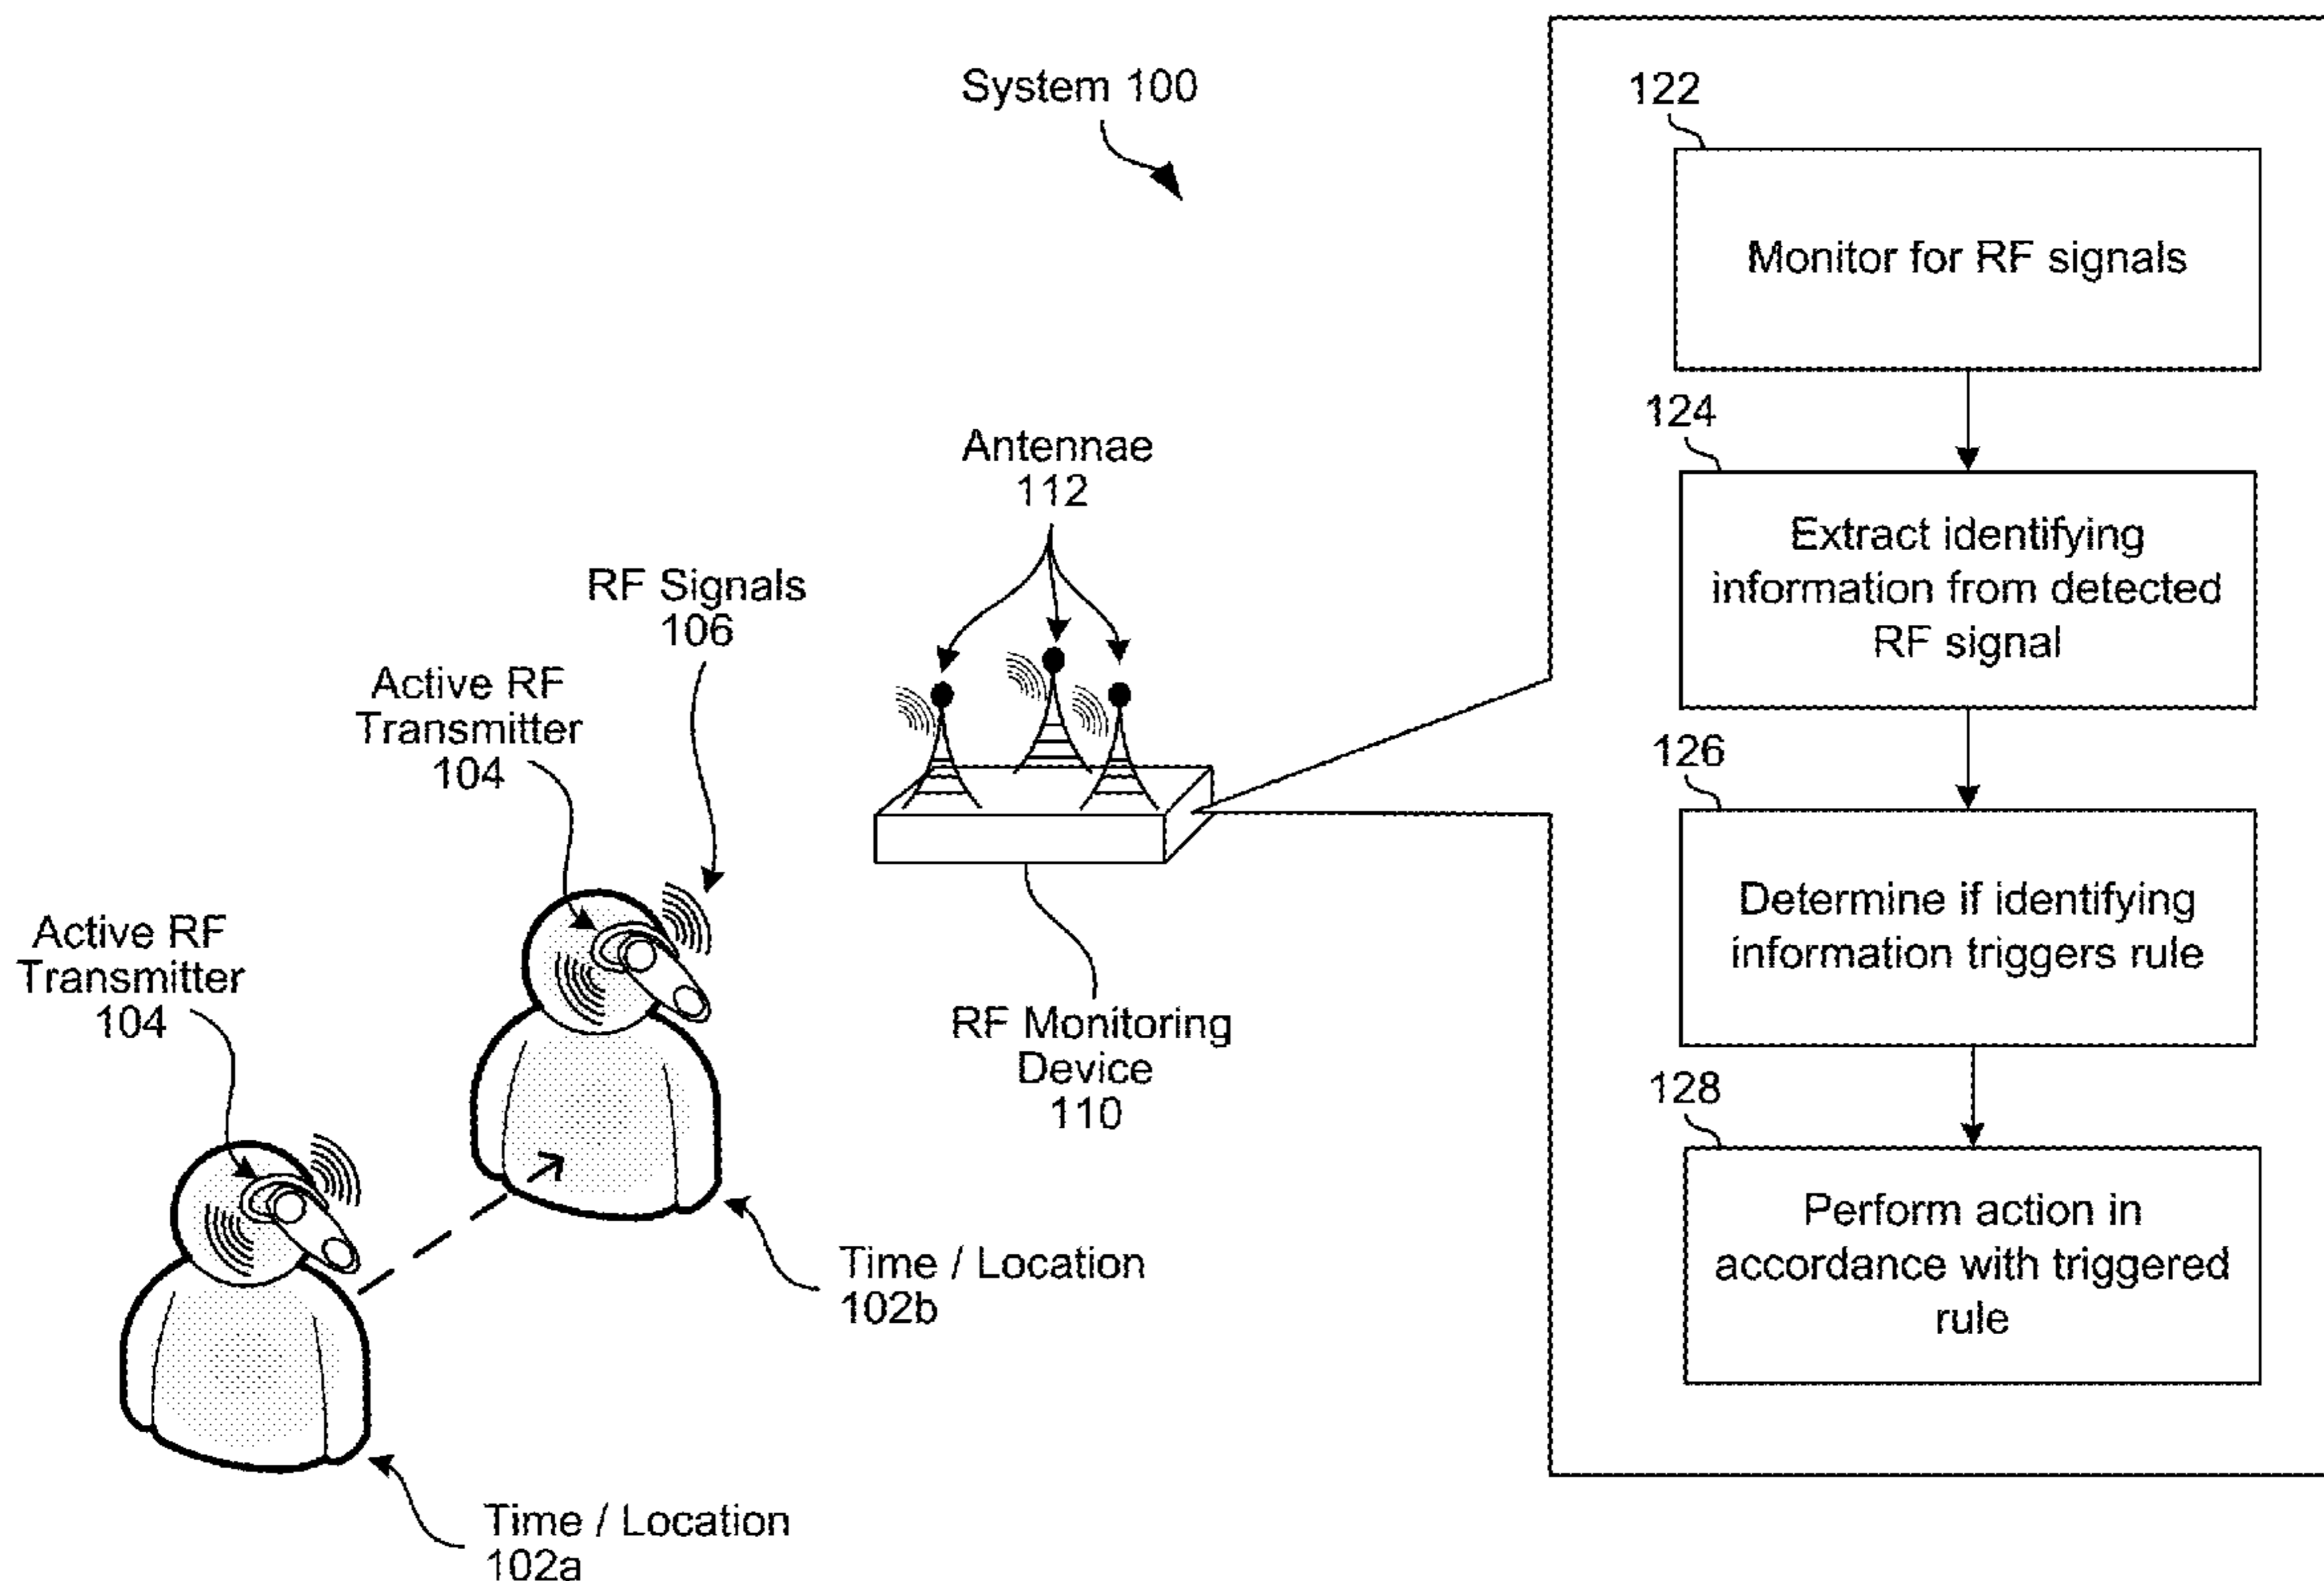 System 100
Antennae
112
RF Signals
106
Active RF
Transmitter
104
Active RF
Transmitter
104
RF Monitoring
Device
110
Time / Location
102b
Time / Location
102a
122
Monitor for RF signals
124
Extract identifying
information from detected
RF signal
126
Determine if identifying
information triggers rule
128
Perform action in
accordance with triggered
rule